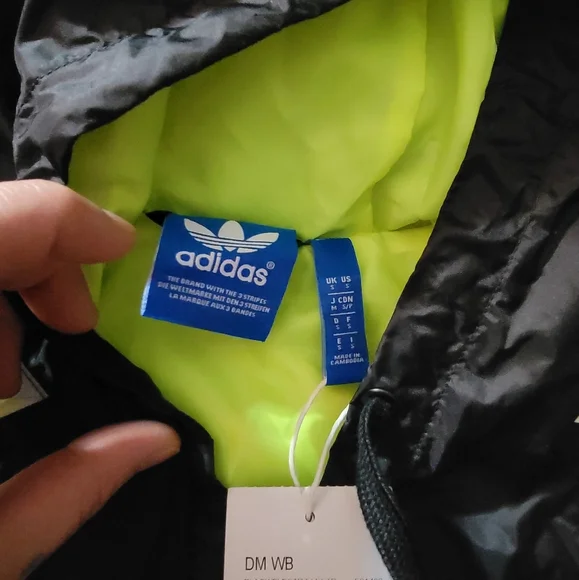 adidas®
THE BRAND WITH THE 3 STRIPES
DIE WELTMARKE MIT DEN 3 STREIFEN
LA MARQUE AUX 3 BANDES
UK US
S S
J CDN
M S/P
D F
S S
E I
S S
MADE IN
CAMBODIA
DM WB